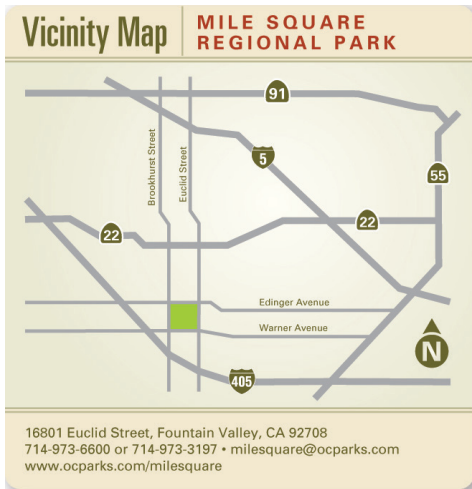 Vicinity Map
MILE SQUARE
REGIONAL PARK
91
Brookhurst Street
Euclid Street
5
55
22
22
Edinger Avenue
Warner Avenue
N
405
16801 Euclid Street, Fountain Valley, CA 92708
714-973-6600 or 714-973-3197 • milesquare@ocparks.com
www.ocparks.com/milesquare